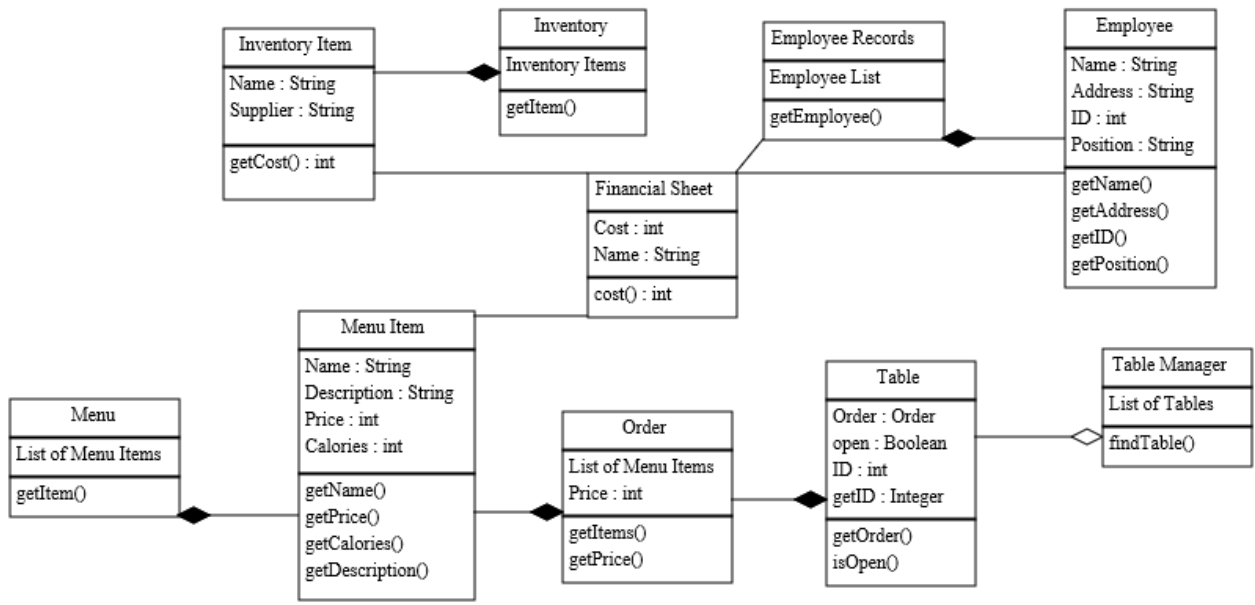 Inventory Item
Name : String
Supplier : String
getCost() : int
Inventory
Inventory Items
getItem()
Employee Records
Employee List
getEmployee()
Employee
Name : String
Address : String
ID : int
Position : String
getName()
getAddress()
getID()
getPosition()
Financial Sheet
Cost : int
Name : String
cost() : int
Menu
List of Menu Items
getItem()
Menu Item
Name : String
Description : String
Price : int
Calories : int
getName()
getPrice()
getCalories()
getDescription()
Order
List of Menu Items
Price : int
getItems()
getPrice()
Table
Order : Order
open : Boolean
ID : int
getID : Integer
getOrder()
isOpen()
Table Manager
List of Tables
findTable()